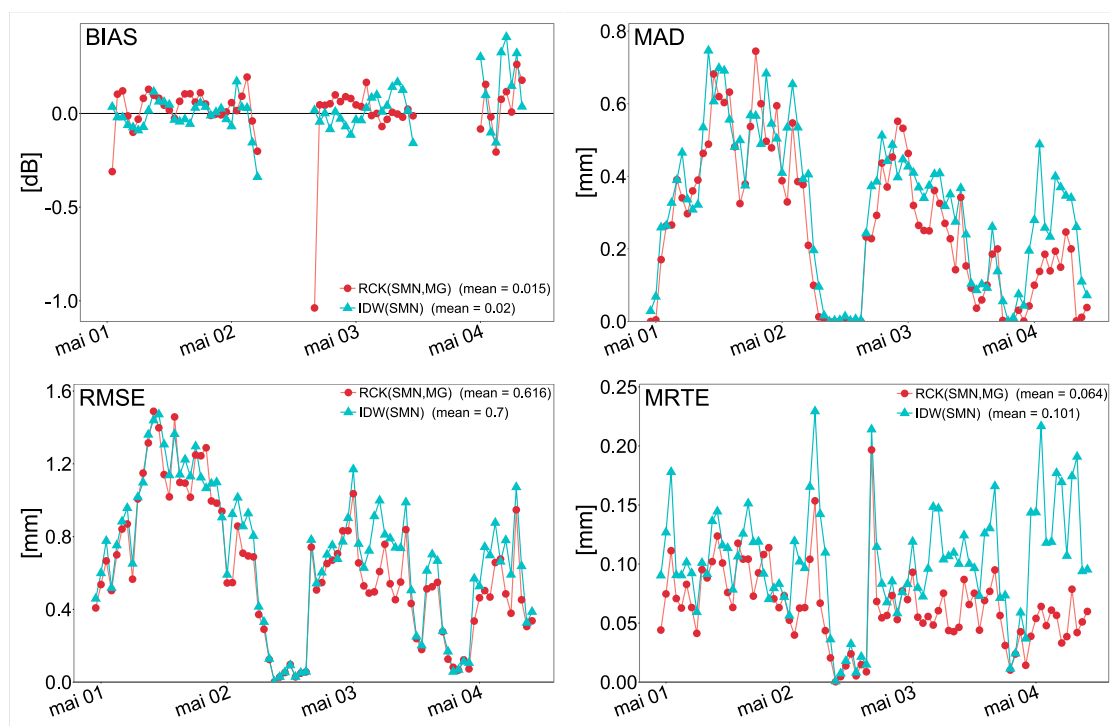 BIAS
[dB]
0.0
−0.5
−1.0
RCK(SMN,MG) (mean = 0.015)
IDW(SMN) (mean = 0.02)
mai 01
mai 02
mai 03
mai 04
MAD
[mm]
0.8
0.6
0.4
0.2
0.0
mai 01
mai 02
mai 03
mai 04
RMSE
[mm]
1.6
1.2
0.8
0.4
0.0
RCK(SMN,MG) (mean = 0.616)
IDW(SMN) (mean = 0.7)
mai 01
mai 02
mai 03
mai 04
MRTE
[mm]
0.25
0.20
0.15
0.10
0.05
0.00
RCK(SMN,MG) (mean = 0.064)
IDW(SMN) (mean = 0.101)
mai 01
mai 02
mai 03
mai 04